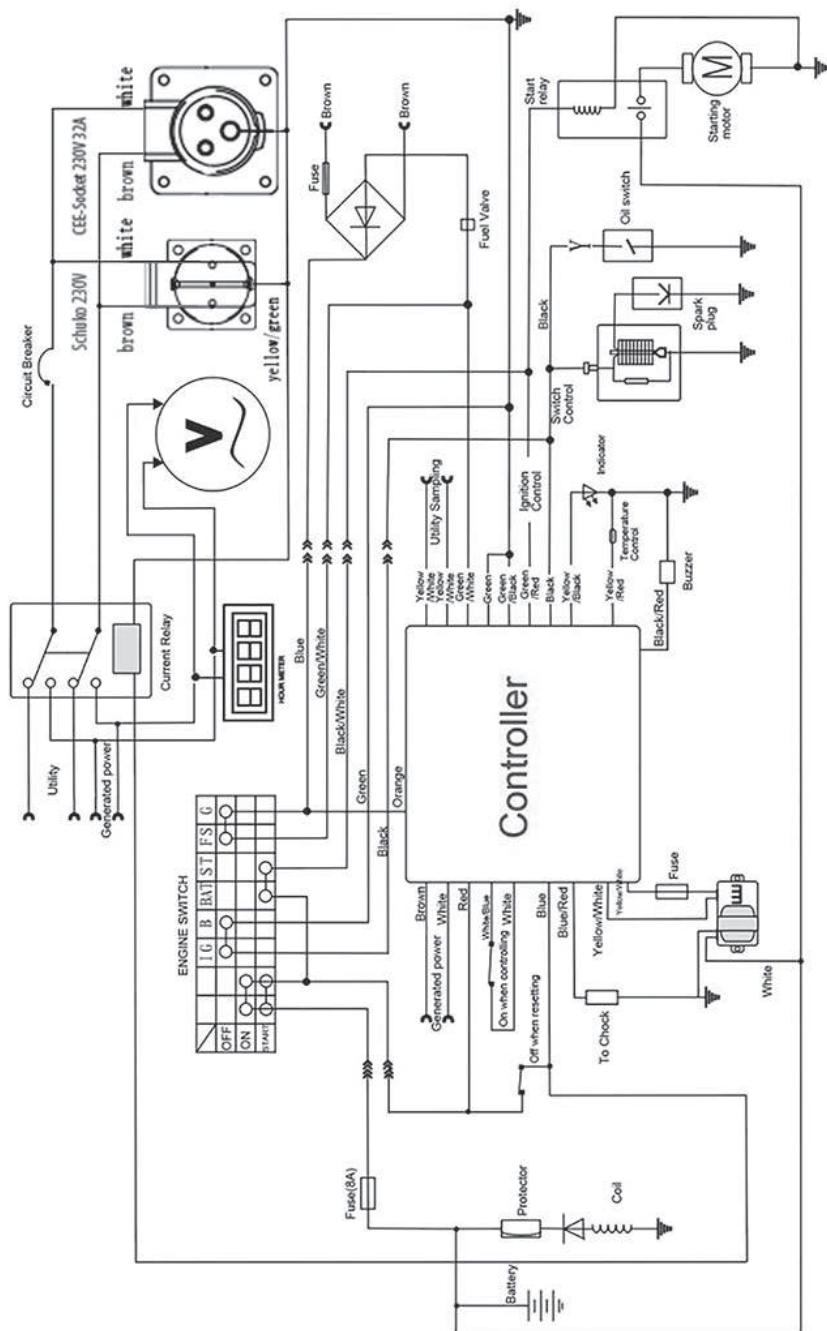 Circuit Breaker
Schuko 230V
brown
white
CEE-Socket 230V 32A
brown
white
yellow/green
V
Current Relay
HOUR METER
Utility
Generated power
Fuse
Brown
Brown
Fuel Valve
Start relay
M
Starting motor
Oil switch
Spark plug
Switch Control
Black
Ignition Control
Utility Sampling
ENGINE SWITCH
IG
B
BAT
ST
FS
G
OFF
ON
START
Blue
Green/White
Black/White
Green
Black
Orange
Controller
Yellow/White
Yellow/White
Green/White
Green
Green/Black
Green/Red
Black
Yellow/Black
Yellow/Red
Black/Red
Indicator
Temperature Control
Buzzer
Brown
White
Generated power
Red
White/Blue
On when controlling
White
Blue
Blue/Red
Yellow/White
Yellow/White
Fuse
White
To Chock
Off when resetting
Fuse(8A)
Protector
Coil
Battery